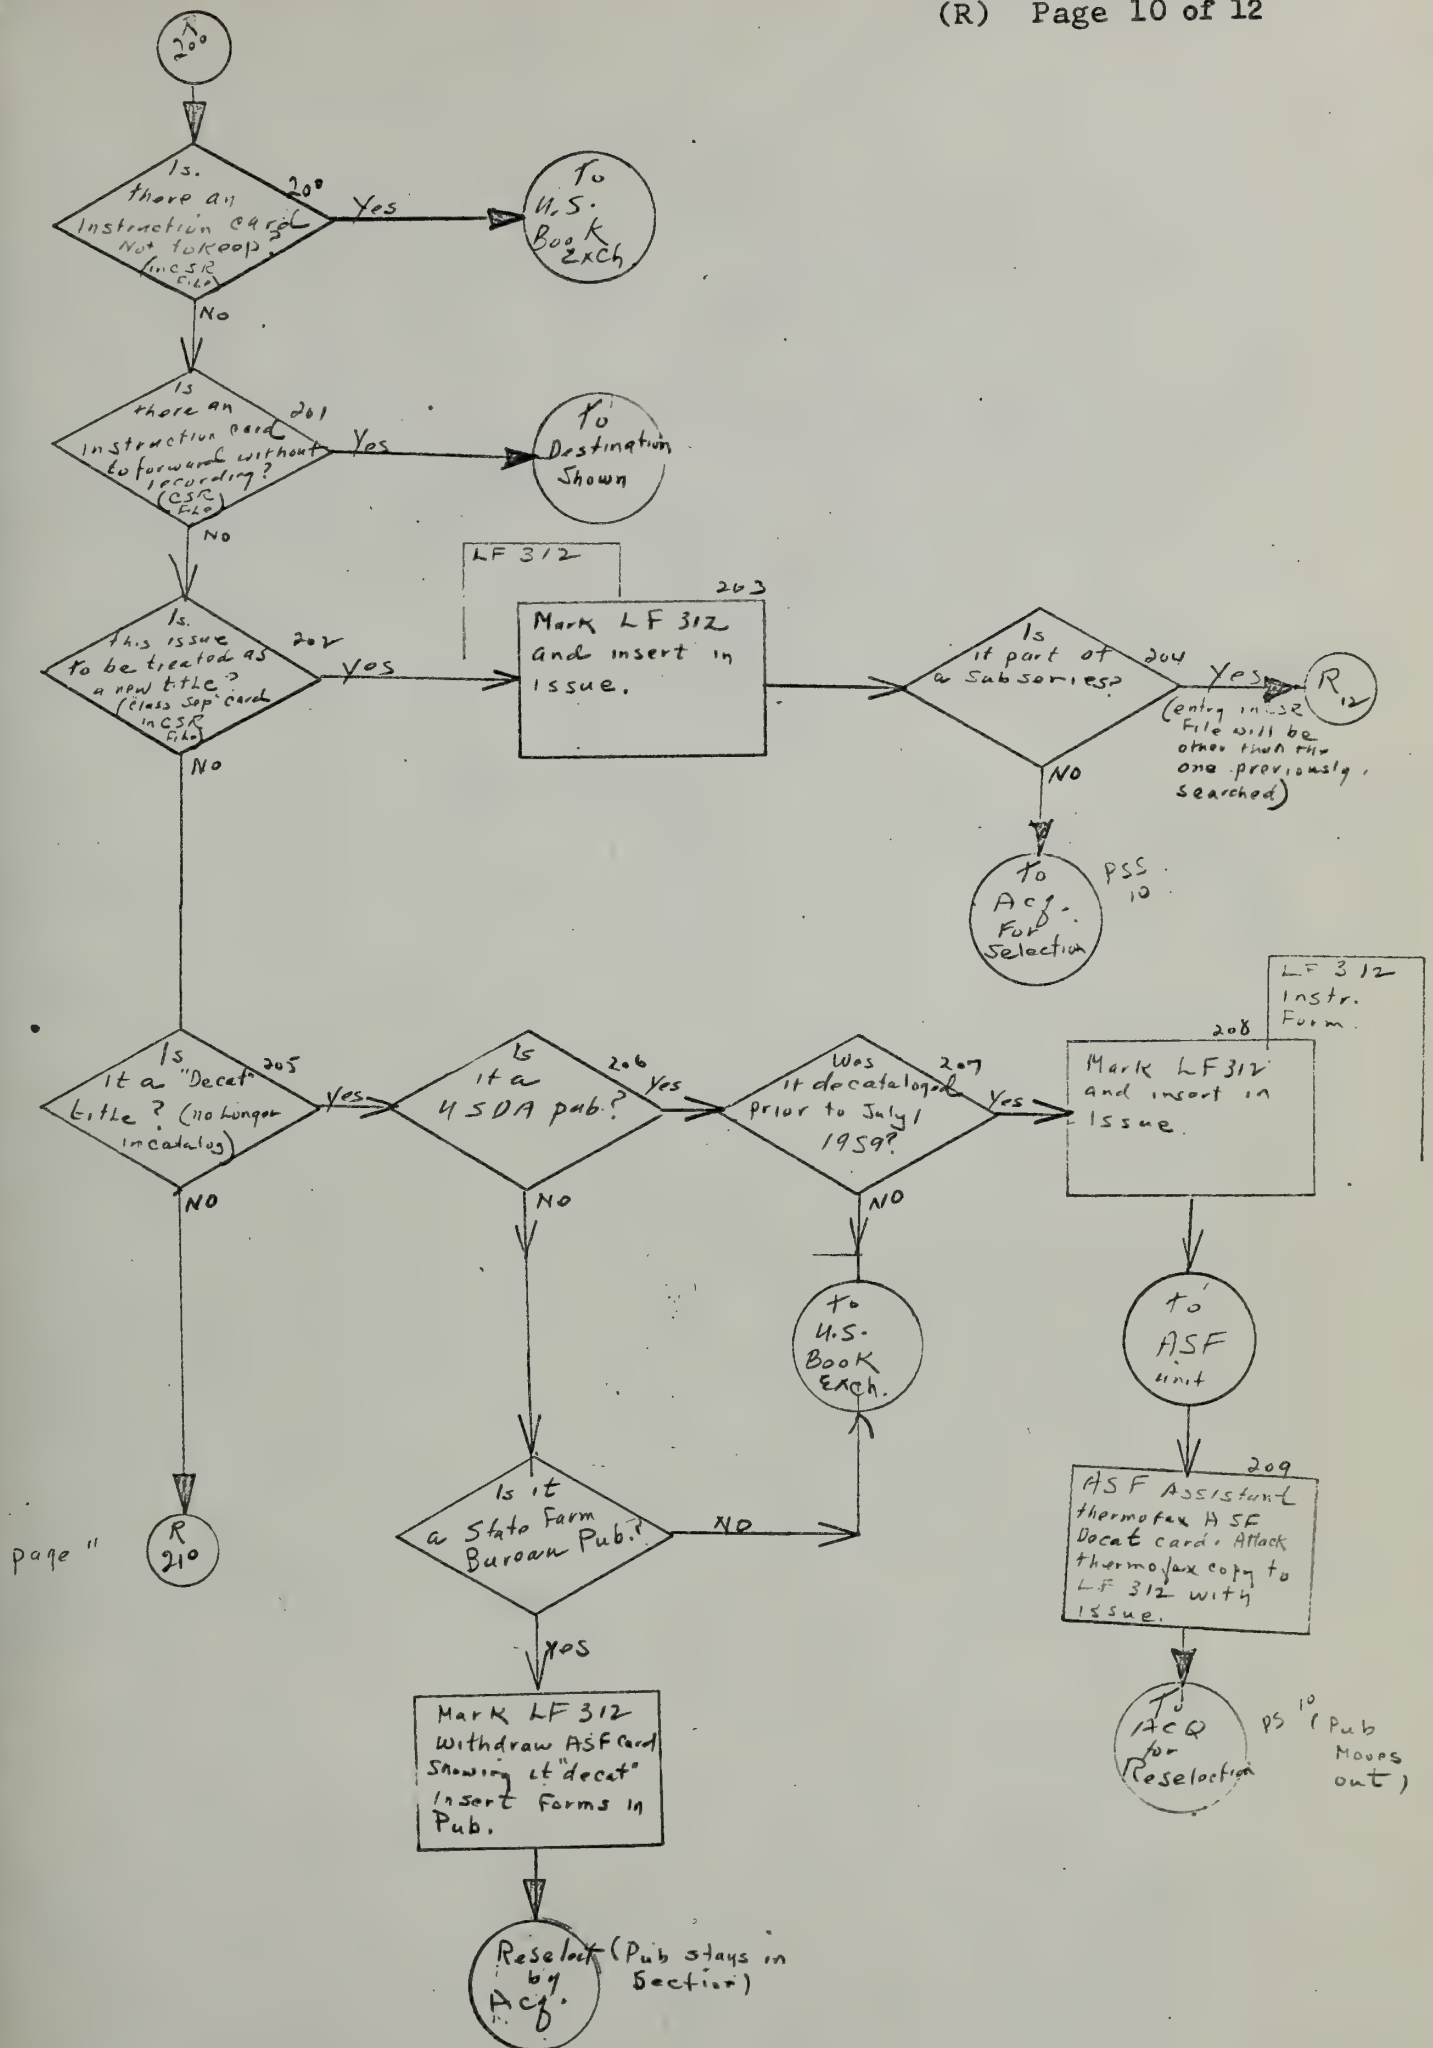 (R) Page 10 of 12
200
Is
there an
Instruction card
Not to keep?
(in CSR
File)
200
Yes
To
U.S.
Book
Exch.
No
Is
there an
instruction card
to forward without
recording?
(CSR
File)
201
Yes
To
Destination
Shown
No
Is
this issue
to be treated as
a new title?
("Class Sep" card
in CSR
File)
202
Yes
LF 312
203
Mark LF 312
and insert in
issue.
Is
it part of
a subseries?
204
Yes
R
12
(entry in CSR
File will be
other than the
one previously
searched)
No
NO
To
Acq.
For
Selection
PSS
10
Is
it a "Decat"
title? (no longer
in catalog)
205
Yes
Is
it a
USDA pub.?
206
Yes
Was
it decataloged
prior to July 1
1959?
207
Yes
LF 312
Instr.
Form.
208
Mark LF 312
and insert in
Issue.
NO
NO
NO
To
U.S.
Book
Exch.
To
ASF
unit
R
210
page 11
Is it
a State Farm
Bureau Pub.?
NO
209
ASF Assistant
thermofax ASF
Decat card. Attach
thermofax copy to
LF 312 with
issue.
Yes
Mark LF 312
Withdraw ASF Card
Showing it "decat"
Insert Forms in
Pub.
To
ACQ
for
Reselection
PS 10 (Pub
Moves
out)
Reselect
by
Acq.
(Pub stays in
Section)